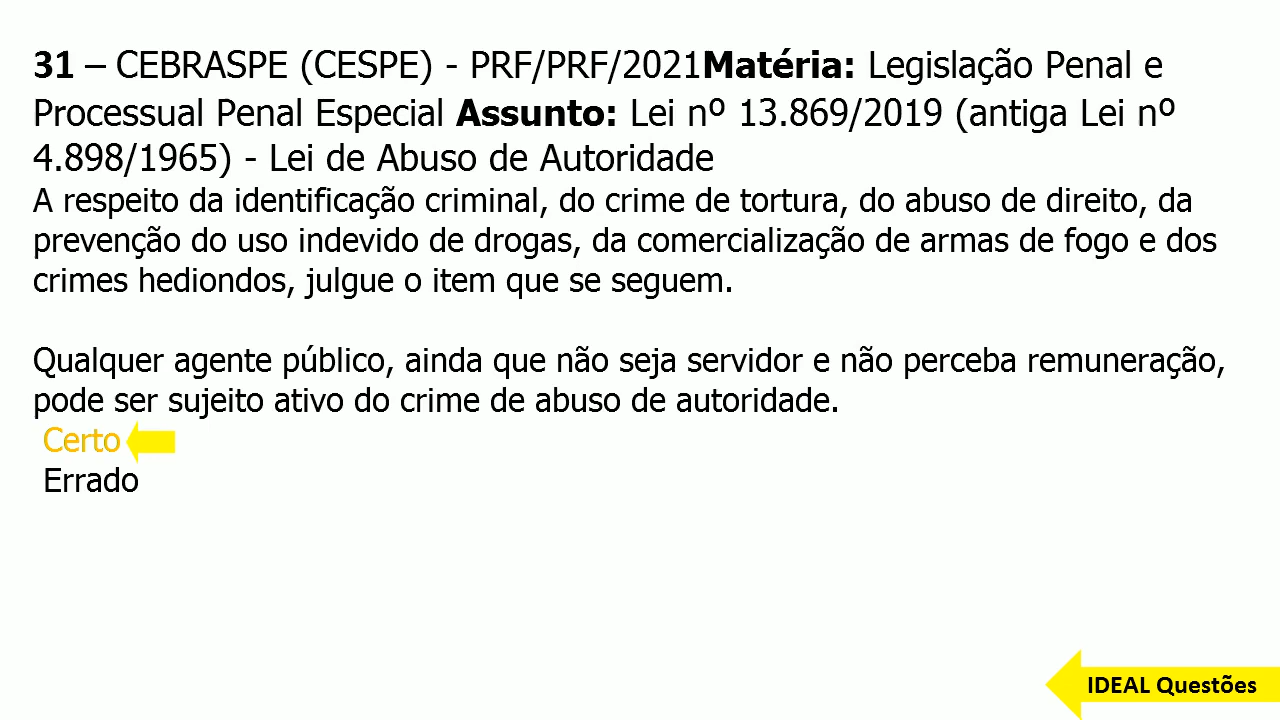 31 – CEBRASPE (CESPE) - PRF/PRF/2021Matéria: Legislação Penal e
Processual Penal Especial Assunto: Lei nº 13.869/2019 (antiga Lei nº
4.898/1965) - Lei de Abuso de Autoridade
A respeito da identificação criminal, do crime de tortura, do abuso de direito, da
prevenção do uso indevido de drogas, da comercialização de armas de fogo e dos
crimes hediondos, julgue o item que se seguem.
Qualquer agente público, ainda que não seja servidor e não perceba remuneração,
pode ser sujeito ativo do crime de abuso de autoridade.
Certo
Errado
IDEAL Questões